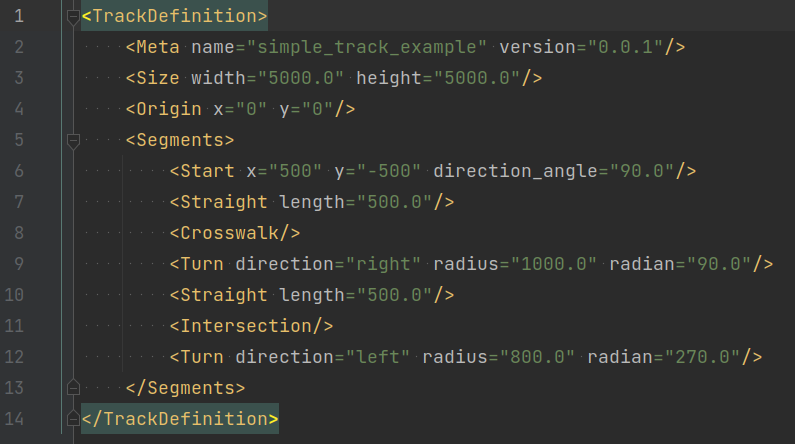 1 <TrackDefinition>
2 <Meta name="simple_track_example" version="0.0.1"/>
3 <Size width="5000.0" height="5000.0"/>
4 <Origin x="0" y="0"/>
5 <Segments>
6 <Start x="500" y="-500" direction_angle="90.0"/>
7 <Straight length="500.0"/>
8 <Crosswalk/>
9 <Turn direction="right" radius="1000.0" radian="90.0"/>
10 <Straight length="500.0"/>
11 <Intersection/>
12 <Turn direction="left" radius="800.0" radian="270.0"/>
13 </Segments>
14 </TrackDefinition>